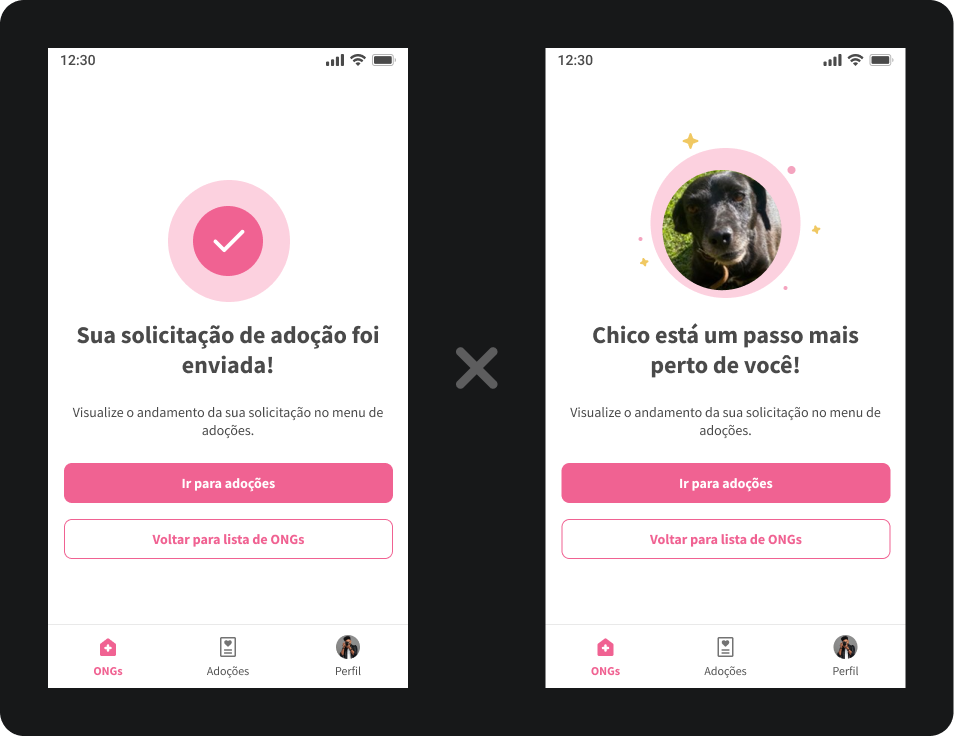 12:30
Sua solicitação de adoção foi
enviada!
Visualize o andamento da sua solicitação no menu de
adoções.
Ir para adoções
Voltar para lista de ONGs
ONGs
Adoções
Perfil
12:30
Chico está um passo mais
perto de você!
Visualize o andamento da sua solicitação no menu de
adoções.
Ir para adoções
Voltar para lista de ONGs
ONGs
Adoções
Perfil